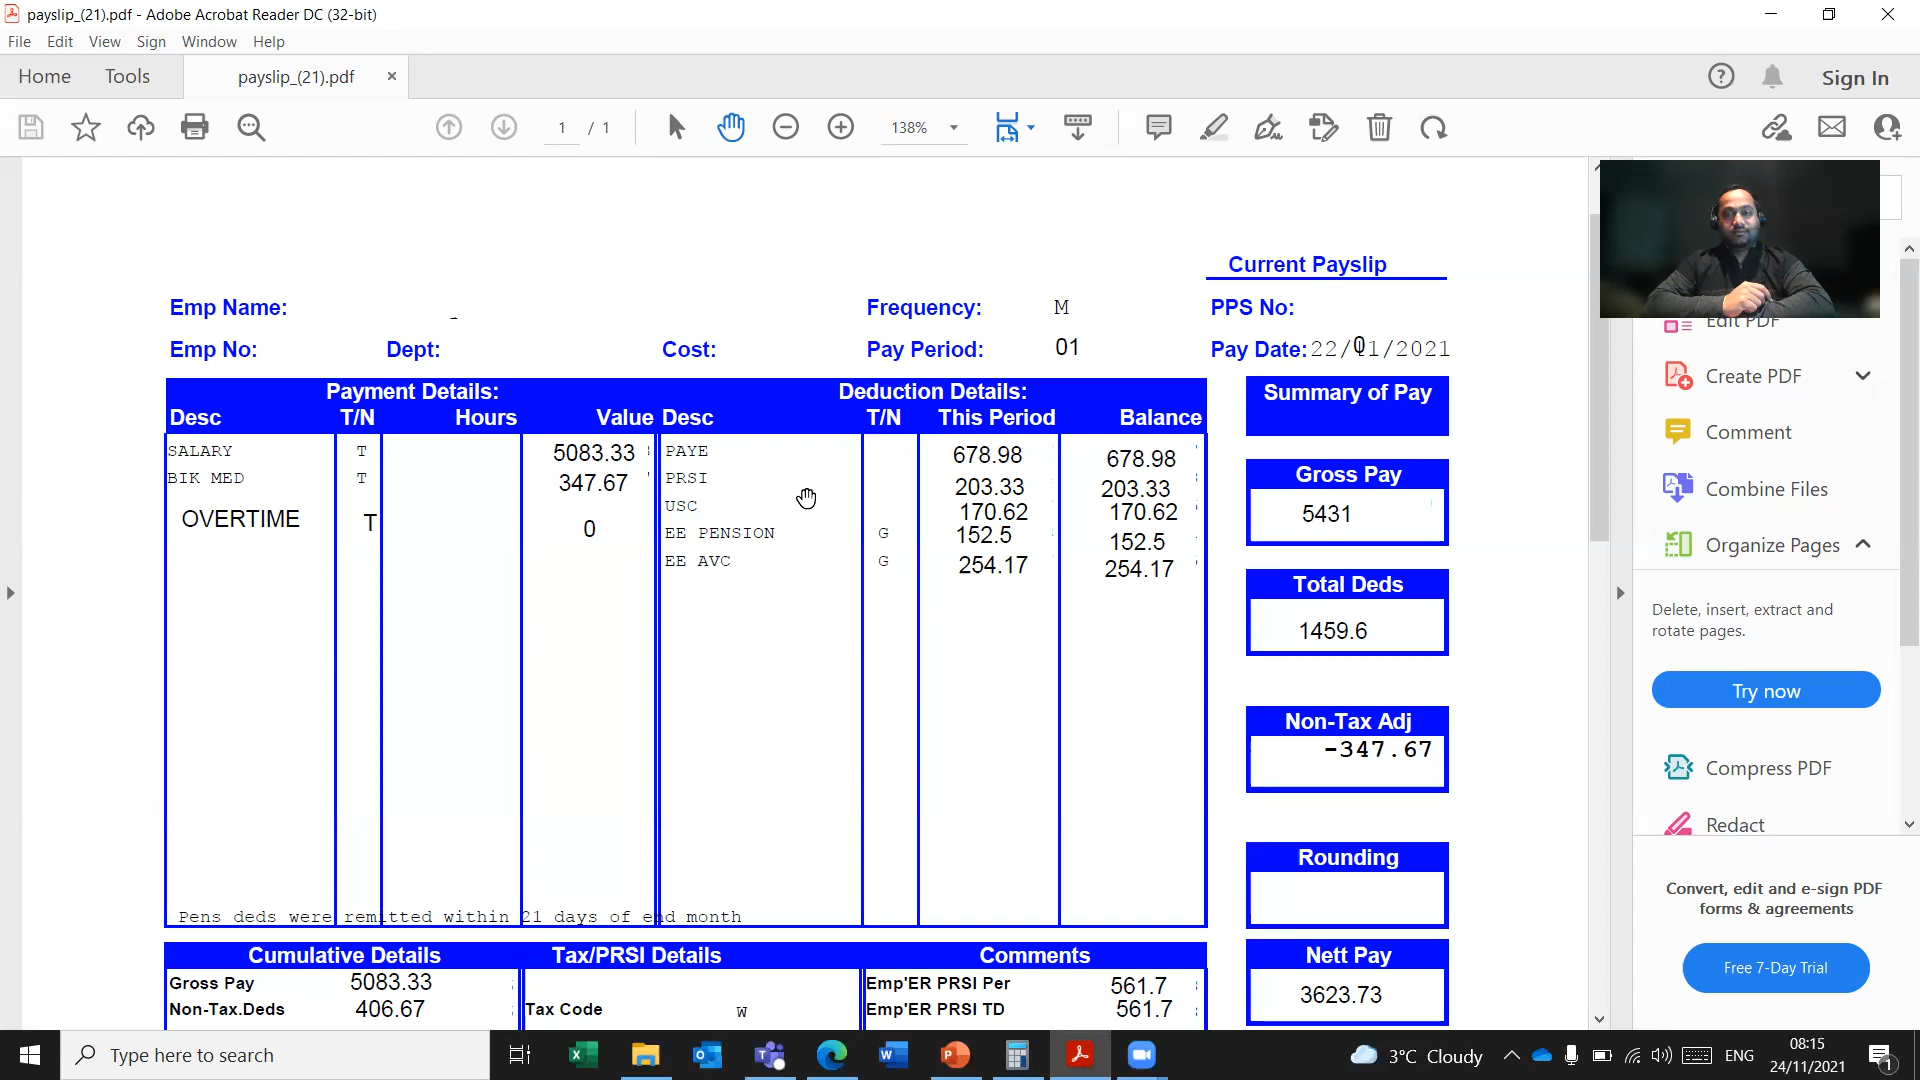 payslip_(21).pdf - Adobe Acrobat Reader DC (32-bit)
File Edit View Sign Window Help
Home Tools payslip_(21).pdf × Sign In
1 / 1 138%
Current Payslip
Emp Name: Frequency: M PPS No:
Emp No: Dept: Cost: Pay Period: 01 Pay Date: 22/01/2021
Payment Details: Deduction Details: Summary of Pay
Desc T/N Hours Value Desc T/N This Period Balance
SALARY T 5083.33 PAYE 678.98 678.98
BIK MED T 347.67 PRSI 203.33 203.33
OVERTIME T 0 USC 170.62 170.62
EE PENSION G 152.5 152.5
EE AVC G 254.17 254.17
Gross Pay
5431
Total Deds
1459.6
Non-Tax Adj
-347.67
Rounding
Pens deds were remitted within 21 days of end month
Cumulative Details Tax/PRSI Details Comments Nett Pay
Gross Pay 5083.33 Emp'ER PRSI Per 561.7 3623.73
Non-Tax.Deds 406.67 Tax Code W Emp'ER PRSI TD 561.7
Edit PDF
Create PDF
Comment
Combine Files
Organize Pages
Delete, insert, extract and
rotate pages.
Try now
Compress PDF
Redact
Convert, edit and e-sign PDF
forms & agreements
Free 7-Day Trial
Type here to search 3°C Cloudy ENG 08:15
24/11/2021 1